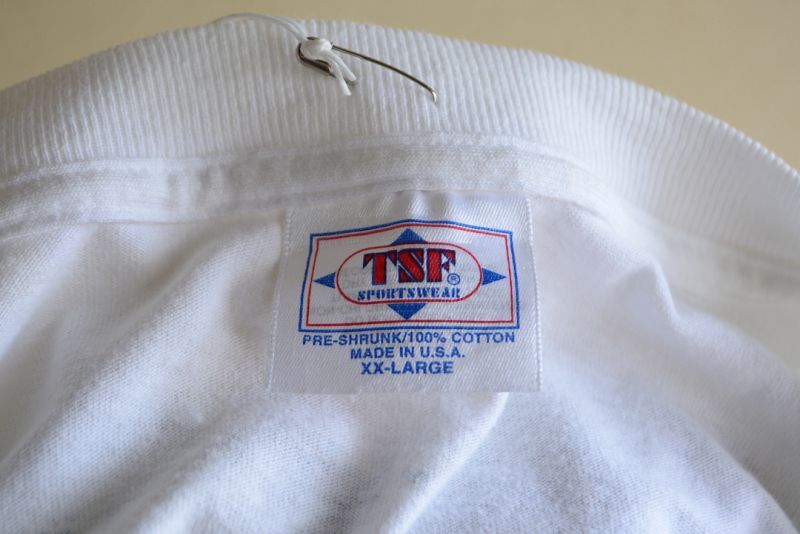 TSF®
SPORTSWEAR
PRE-SHRUNK/100% COTTON
MADE IN U.S.A.
XX-LARGE